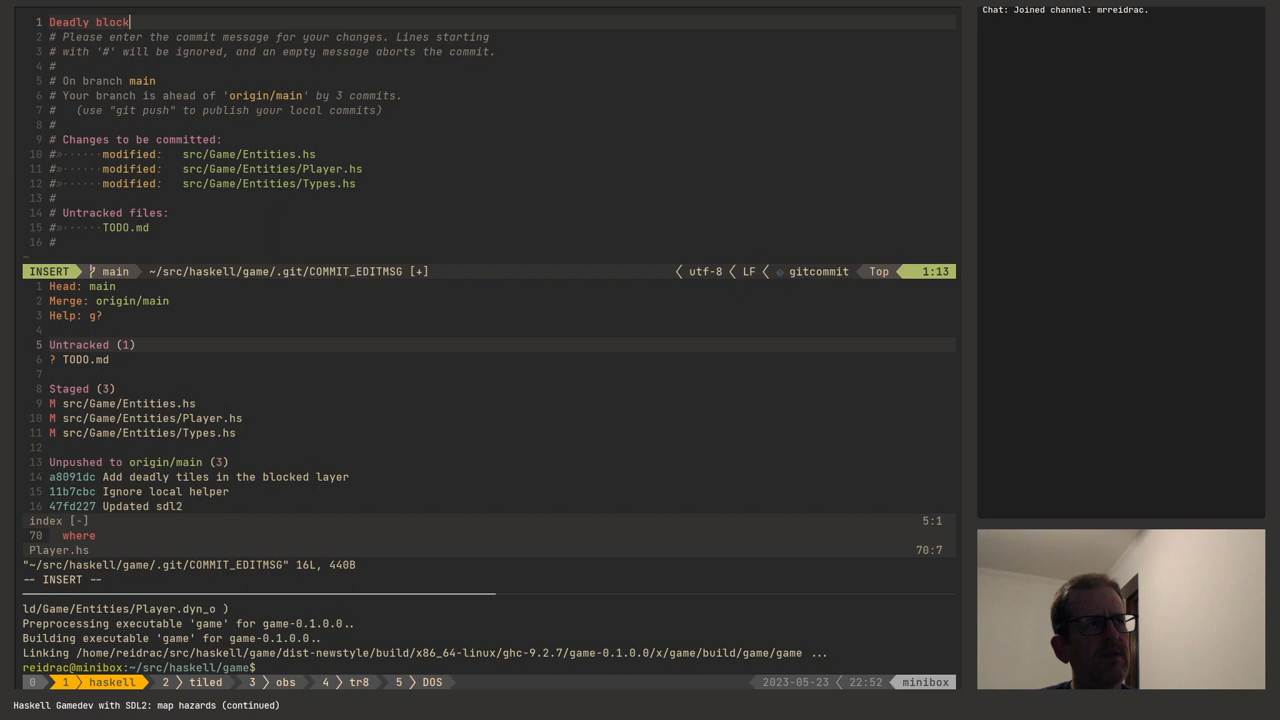 1 Deadly block
2 # Please enter the commit message for your changes. Lines starting
3 # with '#' will be ignored, and an empty message aborts the commit.
4 #
5 # On branch main
6 # Your branch is ahead of 'origin/main' by 3 commits.
7 #   (use "git push" to publish your local commits)
8 #
9 # Changes to be committed:
10 #»······modified:   src/Game/Entities.hs
11 #»······modified:   src/Game/Entities/Player.hs
12 #»······modified:   src/Game/Entities/Types.hs
13 #
14 # Untracked files:
15 #»······TODO.md
16 #
~
INSERT main ~/src/haskell/game/.git/COMMIT_EDITMSG [+] utf-8 LF gitcommit Top 1:13
1 Head: main
2 Merge: origin/main
3 Help: g?
4
5 Untracked (1)
6 ? TODO.md
7
8 Staged (3)
9 M src/Game/Entities.hs
10 M src/Game/Entities/Player.hs
11 M src/Game/Entities/Types.hs
12
13 Unpushed to origin/main (3)
14 a8091dc Add deadly tiles in the blocked layer
15 11b7cbc Ignore local helper
16 47fd227 Updated sdl2
index [-] 5:1
70   where
Player.hs 70:7
"~/src/haskell/game/.git/COMMIT_EDITMSG" 16L, 440B
-- INSERT --
ld/Game/Entities/Player.dyn_o )
Preprocessing executable 'game' for game-0.1.0.0..
Building executable 'game' for game-0.1.0.0..
Linking /home/reidrac/src/haskell/game/dist-newstyle/build/x86_64-linux/ghc-9.2.7/game-0.1.0.0/x/game/build/game/game ...
reidrac@minibox:~/src/haskell/game$
0 1 haskell 2 tiled 3 obs 4 tr8 5 DOS 2023-05-23 22:52 minibox
Haskell Gamedev with SDL2: map hazards (continued)
Chat: Joined channel: mrreidrac.